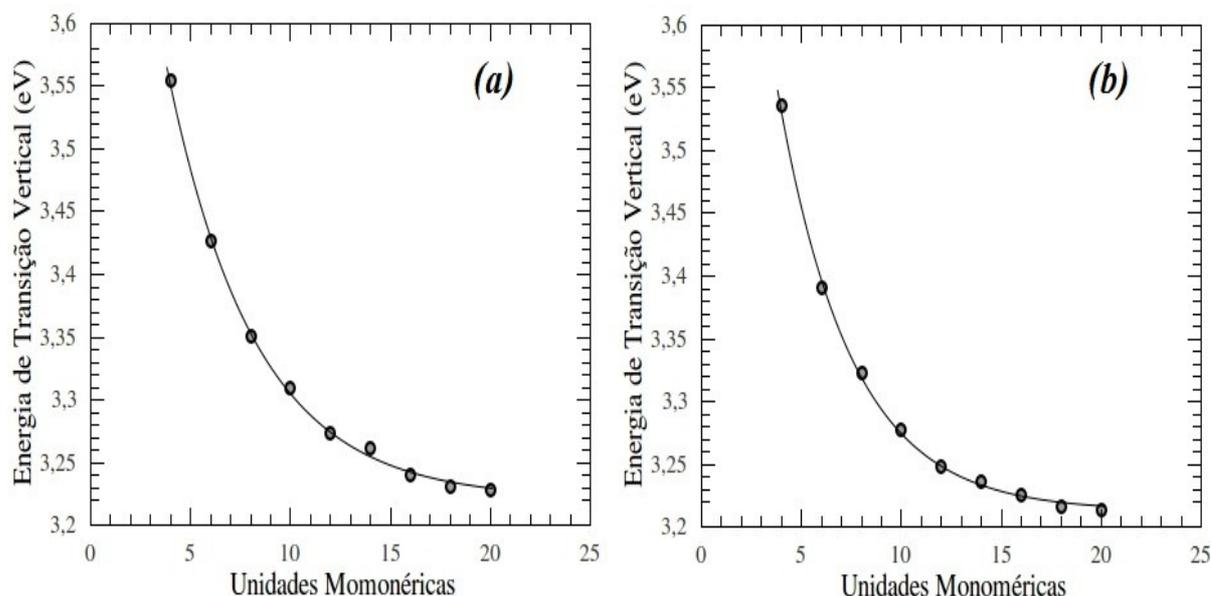 (a)
Energia de Transição Vertical (eV)
3,6
3,55
3,5
3,45
3,4
3,35
3,3
3,25
3,2
0 5 10 15 20 25
Unidades Momonéricas
(b)
Energia de Transição Vertical (eV)
3,6
3,55
3,5
3,45
3,4
3,35
3,3
3,25
3,2
0 5 10 15 20 25
Unidades Monoméricas